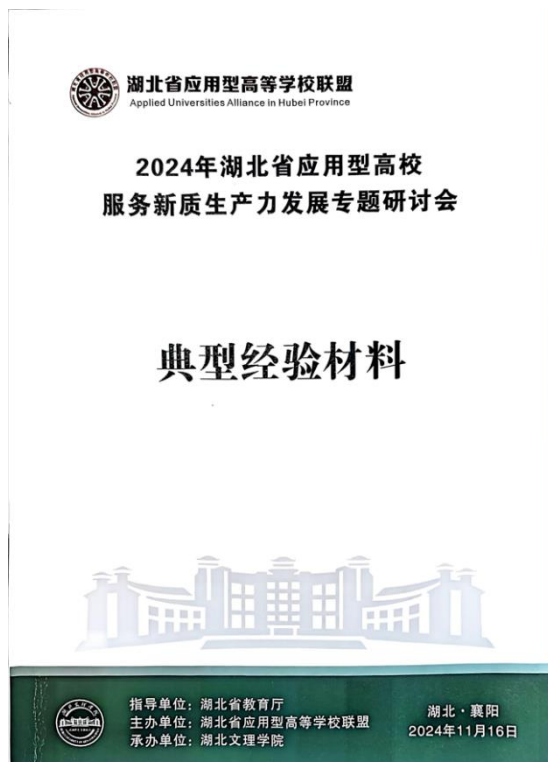 湖北省应用型高等学校联盟
Applied Universities Alliance in Hubei Province
2024年湖北省应用型高校
服务新质生产力发展专题研讨会
典型经验材料
指导单位：湖北省教育厅
主办单位：湖北省应用型高等学校联盟
承办单位：湖北文理学院
湖北·襄阳
2024年11月16日